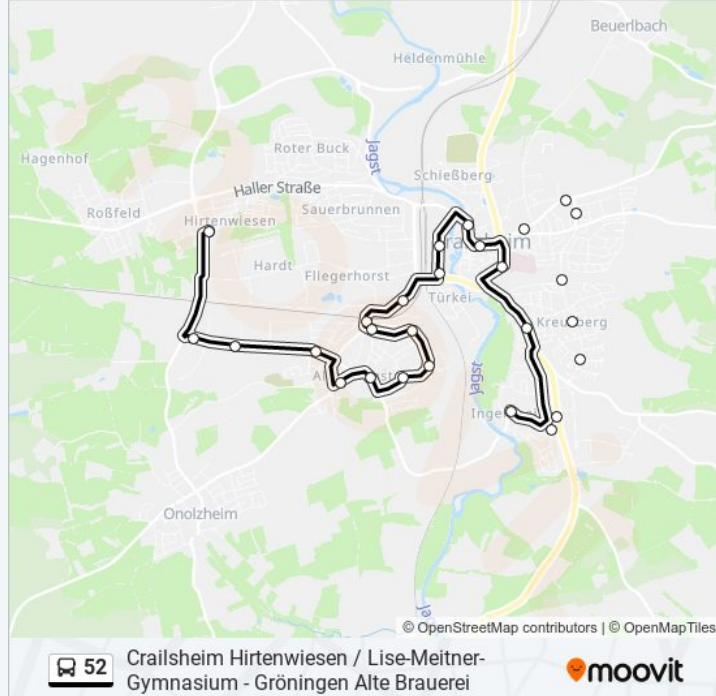 Beuerlbach
Heldenmühle
Jagst
Roter Buck
Hagenhof
Schießberg
Haller Straße
Roßfeld
Hirtenwiesen
Sauerbrunnen
Hardt
Fliegerhorst
Türkei
Kreuzberg
Jagst
Onolzheim
© OpenStreetMap contributors | © OpenMapTiles
52
Crailsheim Hirtenwiesen / Lise-Meitner-
Gymnasium - Gröningen Alte Brauerei
moovit